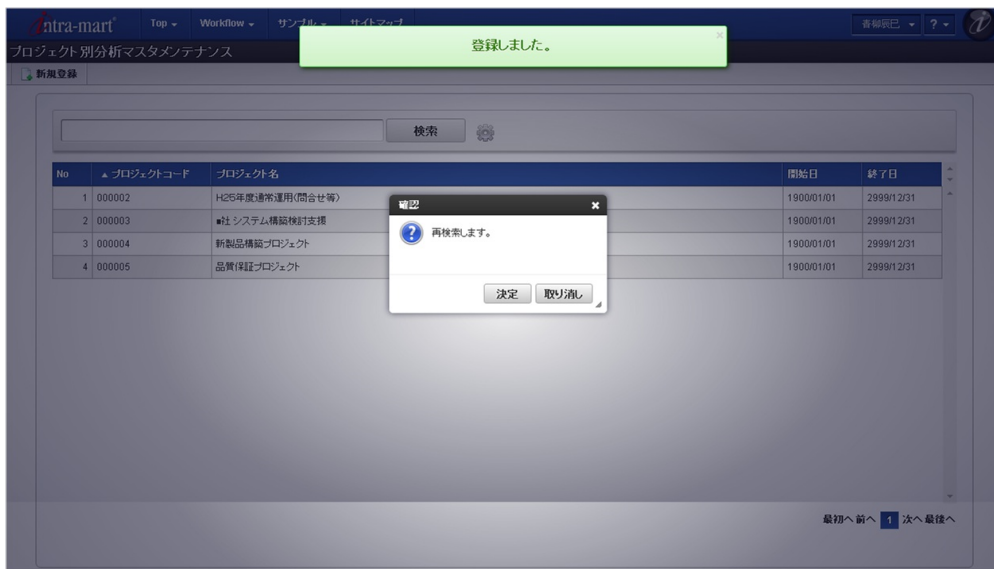 intra-mart Top Workflow サンプル サイトマップ 青柳辰巳 ?
登録しました。 ×
プロジェクト別分析マスタメンテナンス
新規登録
検索
No ▲ プロジェクトコード プロジェクト名 開始日 終了日
1 000002 H25年度通常運用(問合せ等) 1900/01/01 2999/12/31
2 000003 ■社 システム構築検討支援 1900/01/01 2999/12/31
3 000004 新製品構築プロジェクト 1900/01/01 2999/12/31
4 000005 品質保証プロジェクト 1900/01/01 2999/12/31
確認 ×
再検索します。
決定 取り消し
最初へ 前へ 1 次へ 最後へ